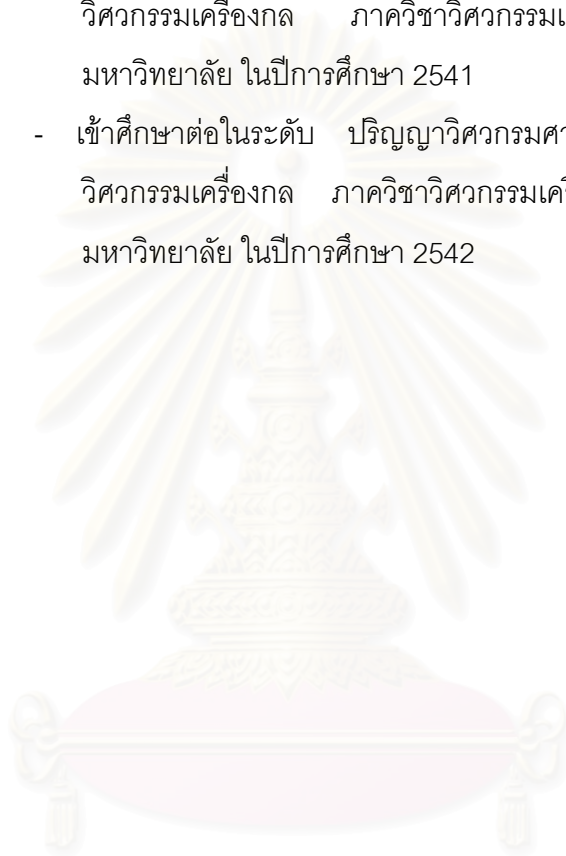 วิศวกรรมเครื่องกล ภาควิชาวิศวกรรม
มหาวิทยาลัย ในปีการศึกษา 2541
- เข้าศึกษาต่อในระดับ ปริญญาวิศวกรมศา
วิศวกรรมเครื่องกล ภาควิชาวิศวกรรม
มหาวิทยาลัย ในปีการศึกษา 2542